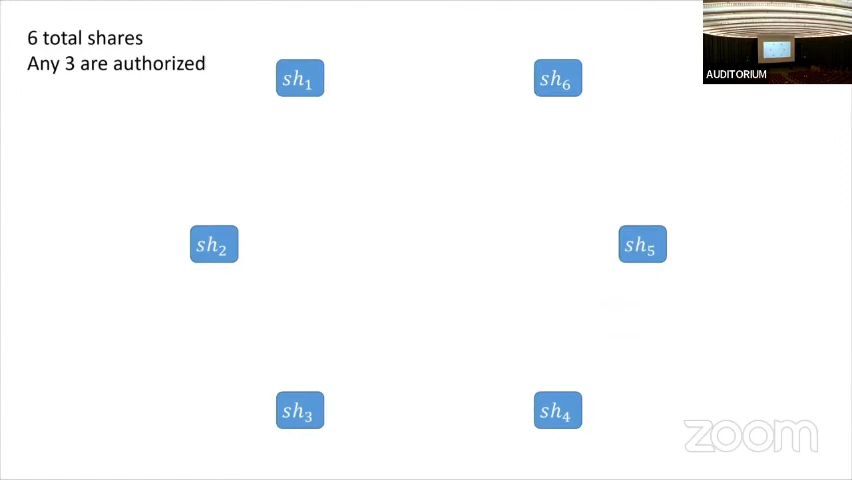 6 total shares
Any 3 are authorized
AUDITORIUM
sh₁
sh₆
sh₂
sh₅
sh₃
sh₄
zoom